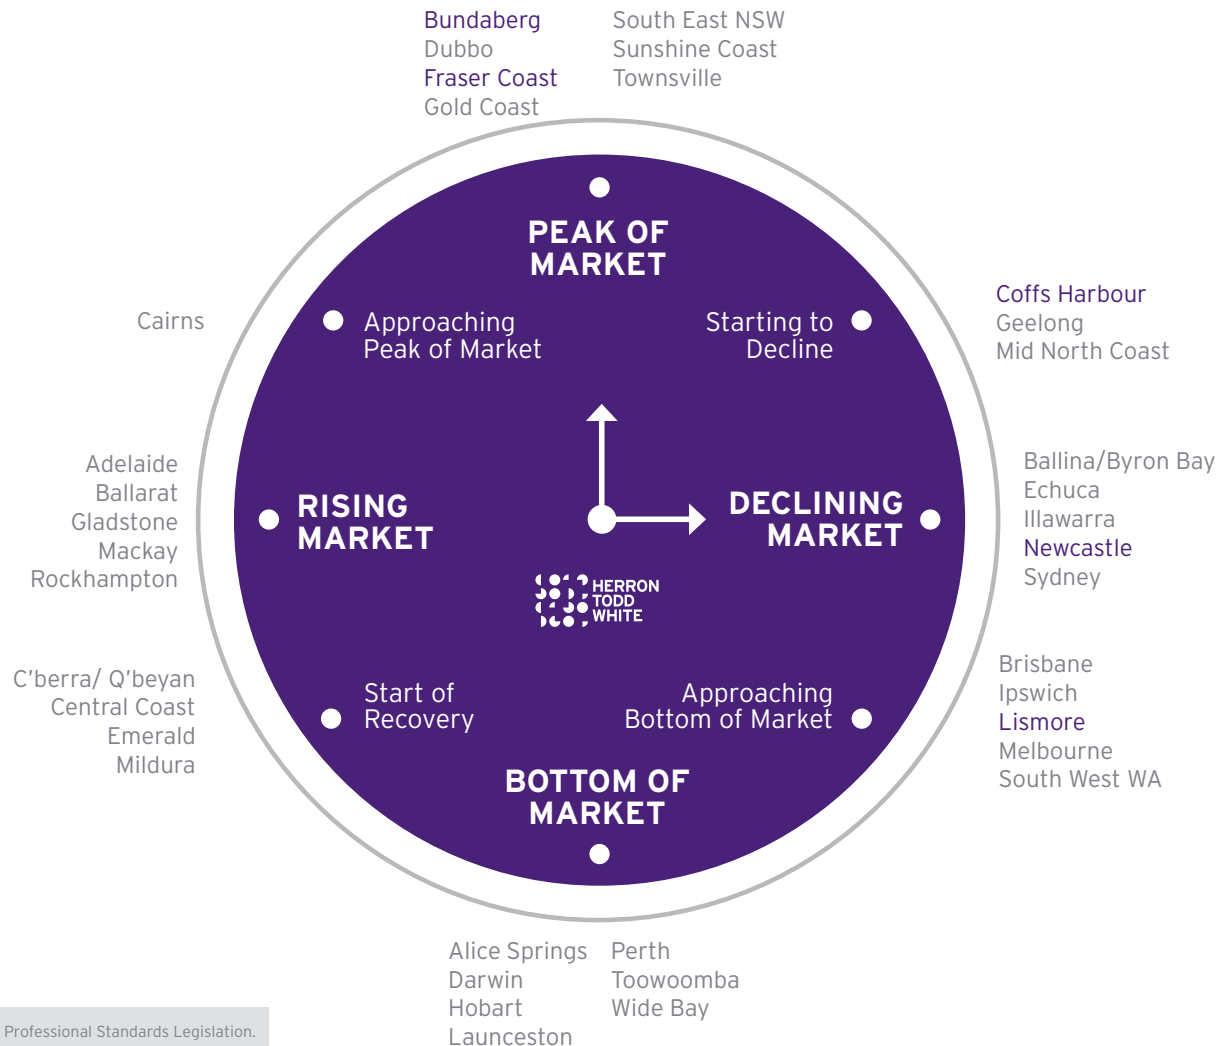 Bundaberg
Dubbo
Fraser Coast
Gold Coast
South East NSW
Sunshine Coast
Townsville
PEAK OF
MARKET
Cairns
Approaching
Peak of Market
Starting to
Decline
Coffs Harbour
Geelong
Mid North Coast
Adelaide
Ballarat
Gladstone
Mackay
Rockhampton
RISING
MARKET
DECLINING
MARKET
Ballina/Byron Bay
Echuca
Illawarra
Newcastle
Sydney
HERRON
TODD
WHITE
C'berra/ Q'beyan
Central Coast
Emerald
Mildura
Start of
Recovery
Approaching
Bottom of Market
Brisbane
Ipswich
Lismore
Melbourne
South West WA
BOTTOM OF
MARKET
Alice Springs
Darwin
Hobart
Launceston
Perth
Toowoomba
Wide Bay
Professional Standards Legislation.